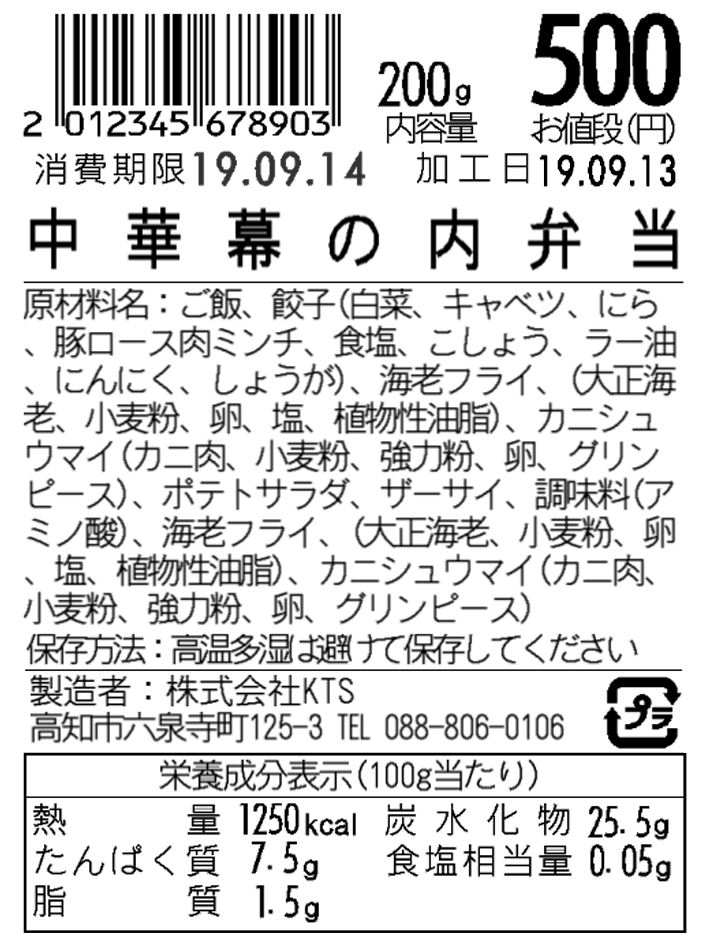 200g 500
2 012345 678903 内容量 お値段(円)
消費期限19.09.14 加工日19.09.13
中華幕の内弁当
原材料名：ご飯、餃子(白菜、キャベツ、にら
、豚ロース肉ミンチ、食塩、こしょう、ラー油
、にんにく、しょうが)、海老フライ、(大正海
老、小麦粉、卵、塩、植物性油脂)、カニシュ
ウマイ(カニ肉、小麦粉、強力粉、卵、グリン
ピース)、ポテトサラダ、ザーサイ、調味料(ア
ミノ酸)、海老フライ、(大正海老、小麦粉、卵
、塩、植物性油脂)、カニシュウマイ(カニ肉、
小麦粉、強力粉、卵、グリンピース)
保存方法：高温多湿は避けて保存してください
製造者：株式会社KTS
高知市六泉寺町125-3 TEL 088-806-0106
プラ
栄養成分表示(100g当たり)
熱量 1250kcal 炭水化物 25.5g
たんぱく質 7.5g 食塩相当量 0.05g
脂質 1.5g